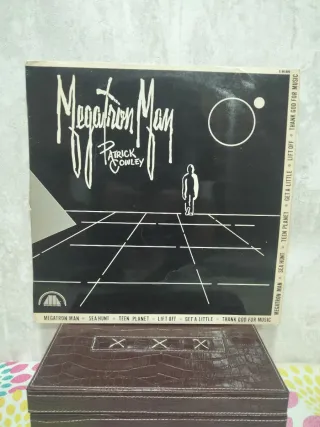 Megatron Man
PATRICK
COWLEY
MEGATRON MAN - SEA HUNT - TEEN PLANET - LIFT OFF - GET A LITTLE - THANK GOD FOR MUSIC
MEGATRON MAN - SEA HUNT - TEEN PLANET - GET A LITTLE - LIFT OFF - THANK GOD FOR MUSIC
X X X